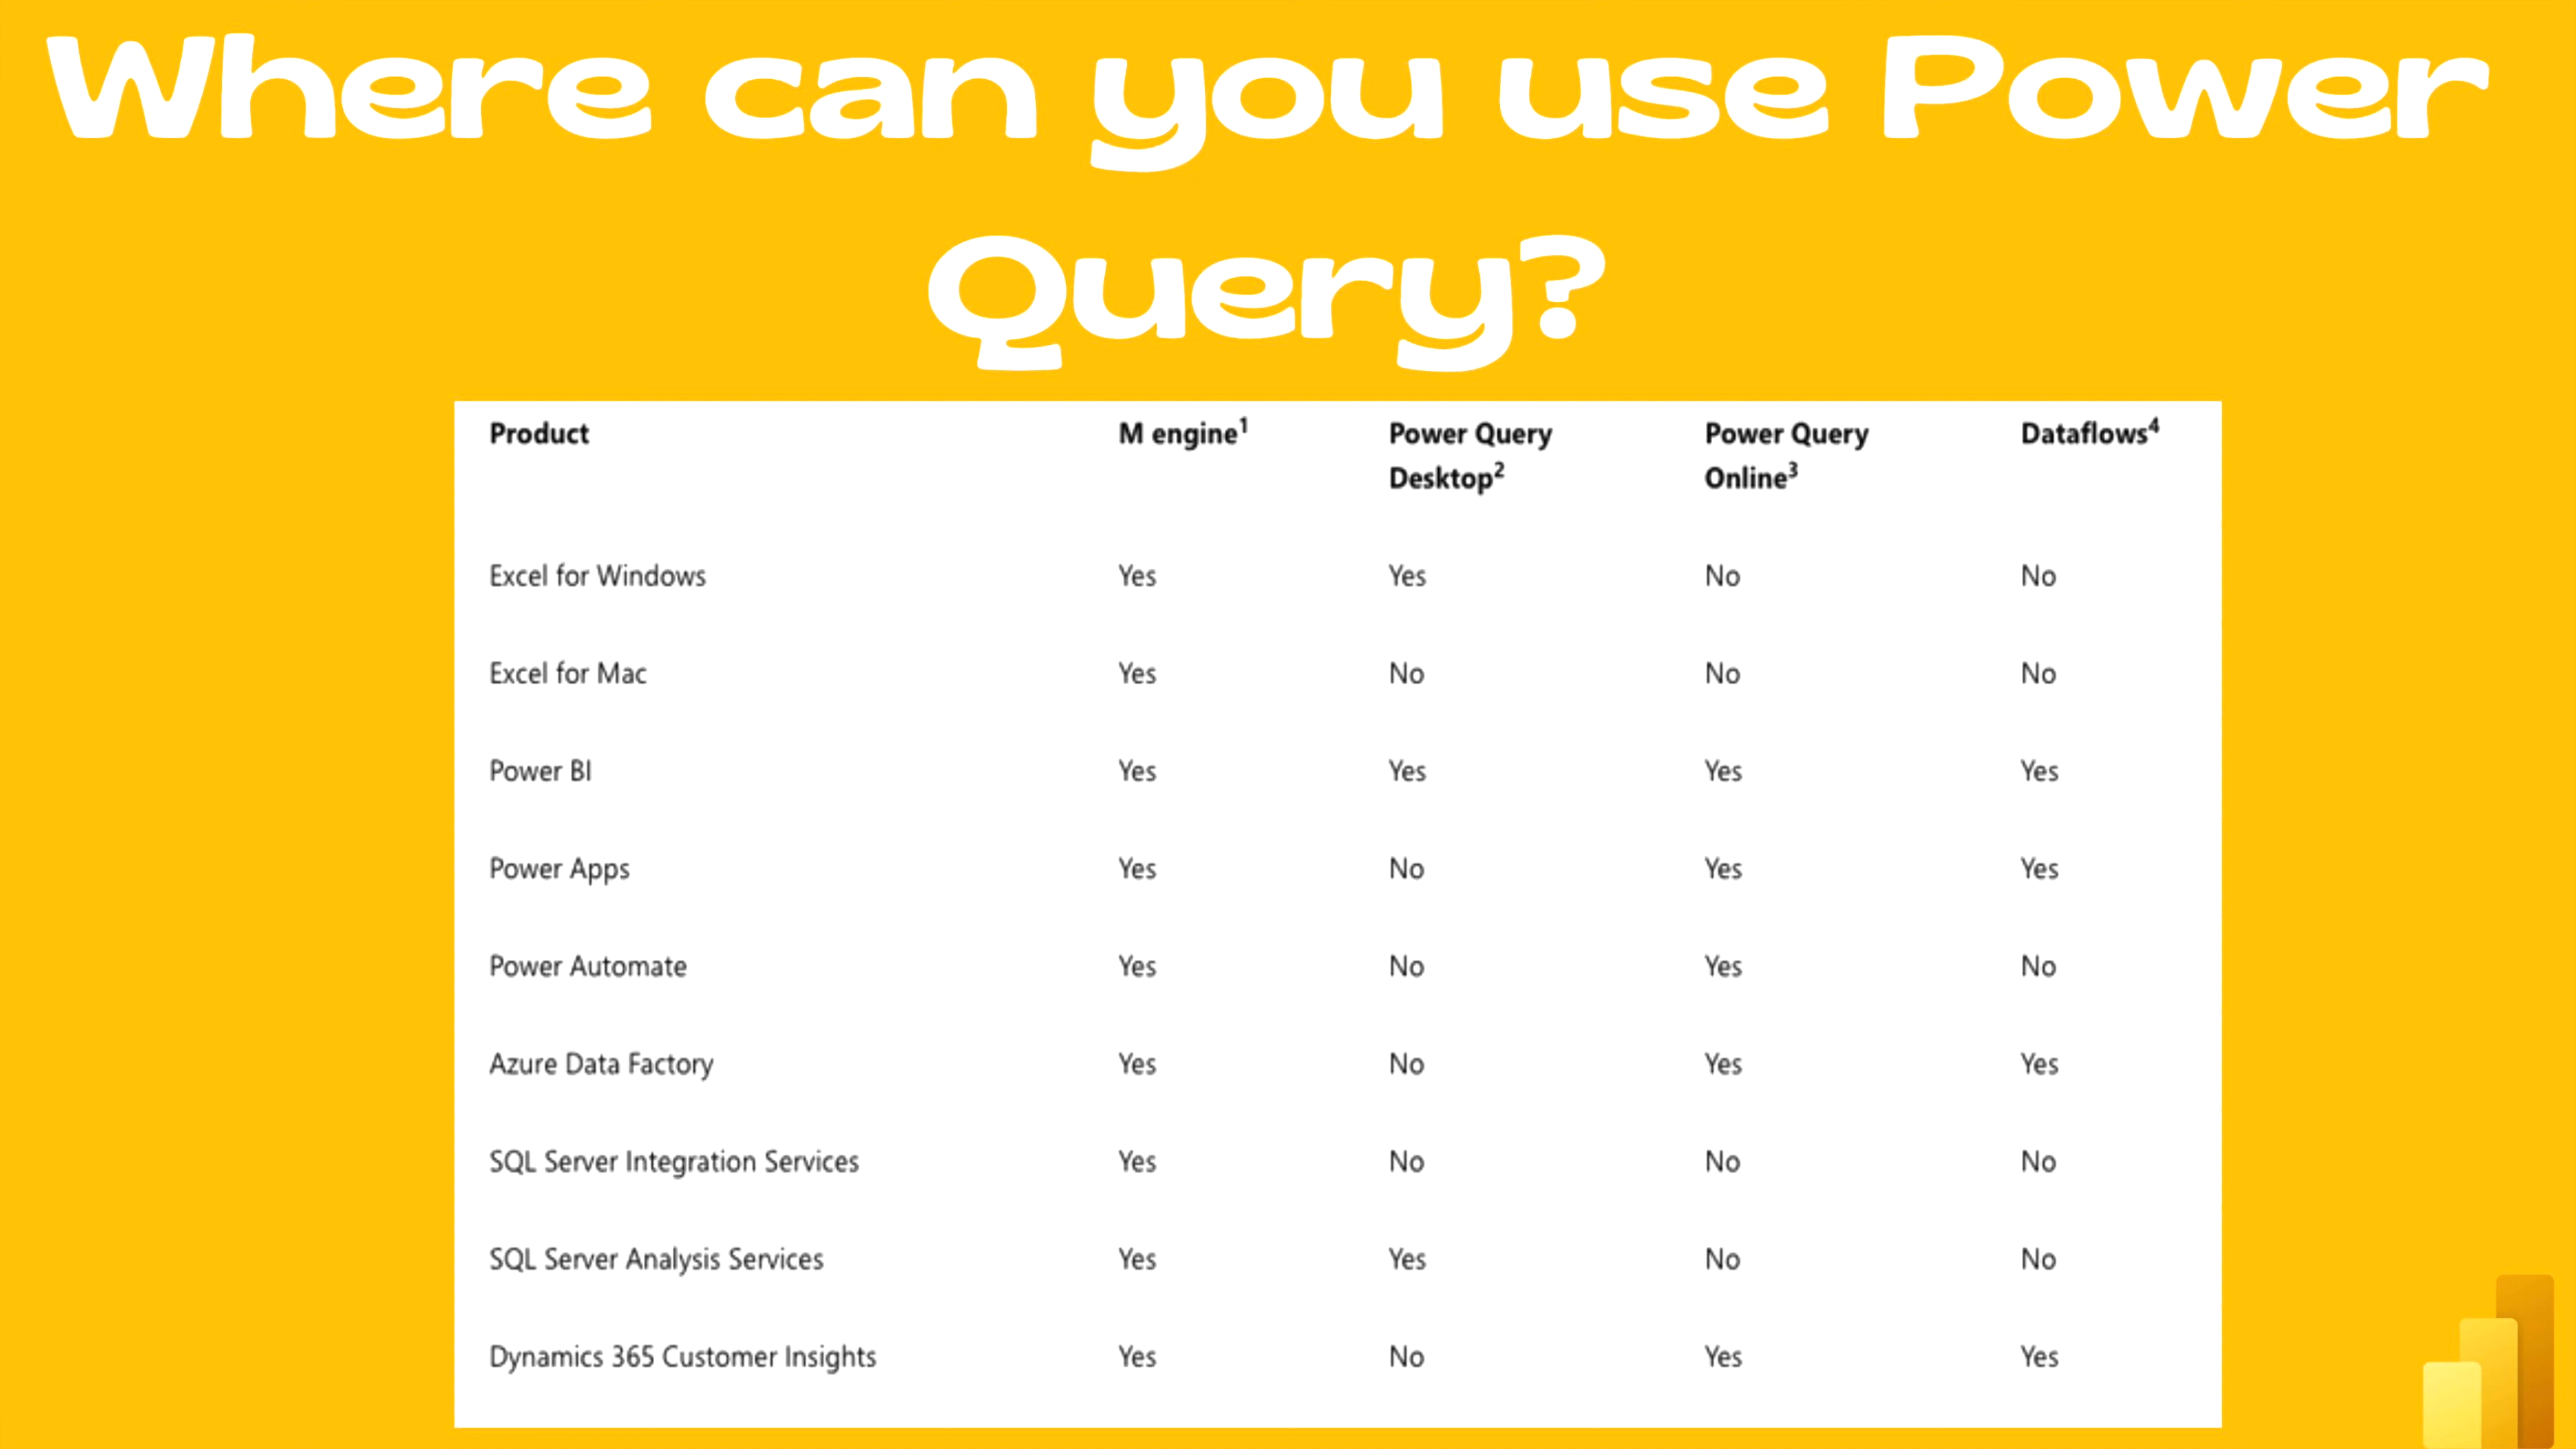 Where can you use Power
Query?
Product M engine¹ Power Query Desktop² Power Query Online³ Dataflows⁴
Excel for Windows Yes Yes No No
Excel for Mac Yes No No No
Power BI Yes Yes Yes Yes
Power Apps Yes No Yes Yes
Power Automate Yes No Yes No
Azure Data Factory Yes No Yes Yes
SQL Server Integration Services Yes No No No
SQL Server Analysis Services Yes Yes No No
Dynamics 365 Customer Insights Yes No Yes Yes